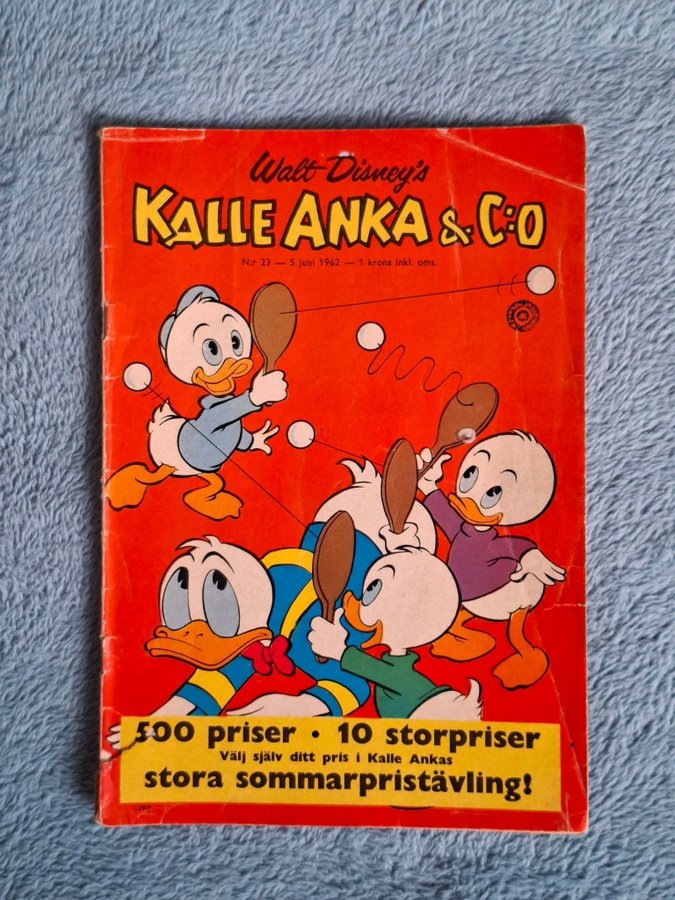 Walt Disney's
KALLE ANKA & C:O
N:r 23 — 5 juni 1962 — 1 krona inkl. oms.
500 priser • 10 storpriser
Välj själv ditt pris i Kalle Ankas
stora sommarpristävling!